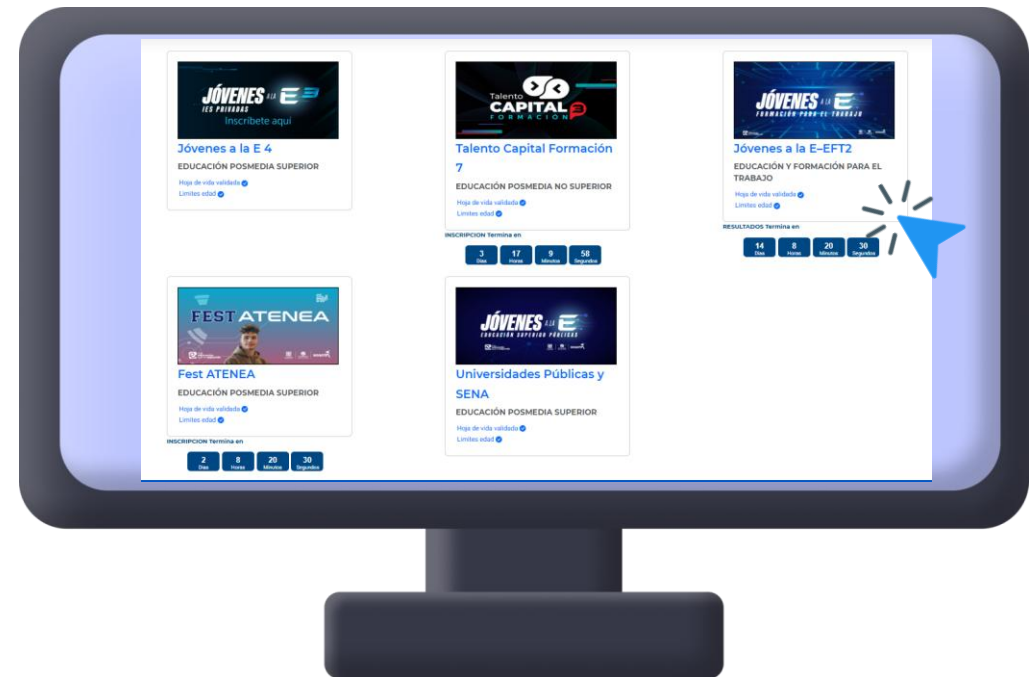 JÓVENES A LA E
IES PRIVADAS
Inscríbete aquí
Jóvenes a la E 4
EDUCACIÓN POSMEDIA SUPERIOR
Hoja de vida validada
Limites edad
Talento
CAPITAL
FORMACIÓN
Talento Capital Formación
7
EDUCACIÓN POSMEDIA NO SUPERIOR
Hoja de vida validada
Limites edad
INSCRIPCION Termina en
3 17 9 58
Dias Horas Minutos Segundos
JÓVENES A LA E
FORMACIÓN PARA EL TRABAJO
Jóvenes a la E-EFT2
EDUCACIÓN Y FORMACIÓN PARA EL
TRABAJO
Hoja de vida validada
Limites edad
RESULTADOS Termina en
14 8 20 30
Dias Horas Minutos Segundos
FEST ATENEA
Fest ATENEA
EDUCACIÓN POSMEDIA SUPERIOR
Hoja de vida validada
Limites edad
INSCRIPCION Termina en
2 8 20 30
Dias Horas Minutos Segundos
JÓVENES A LA E
EDUCACIÓN SUPERIOR PÚBLICAS
Universidades Públicas y
SENA
EDUCACIÓN POSMEDIA SUPERIOR
Hoja de vida validada
Limites edad